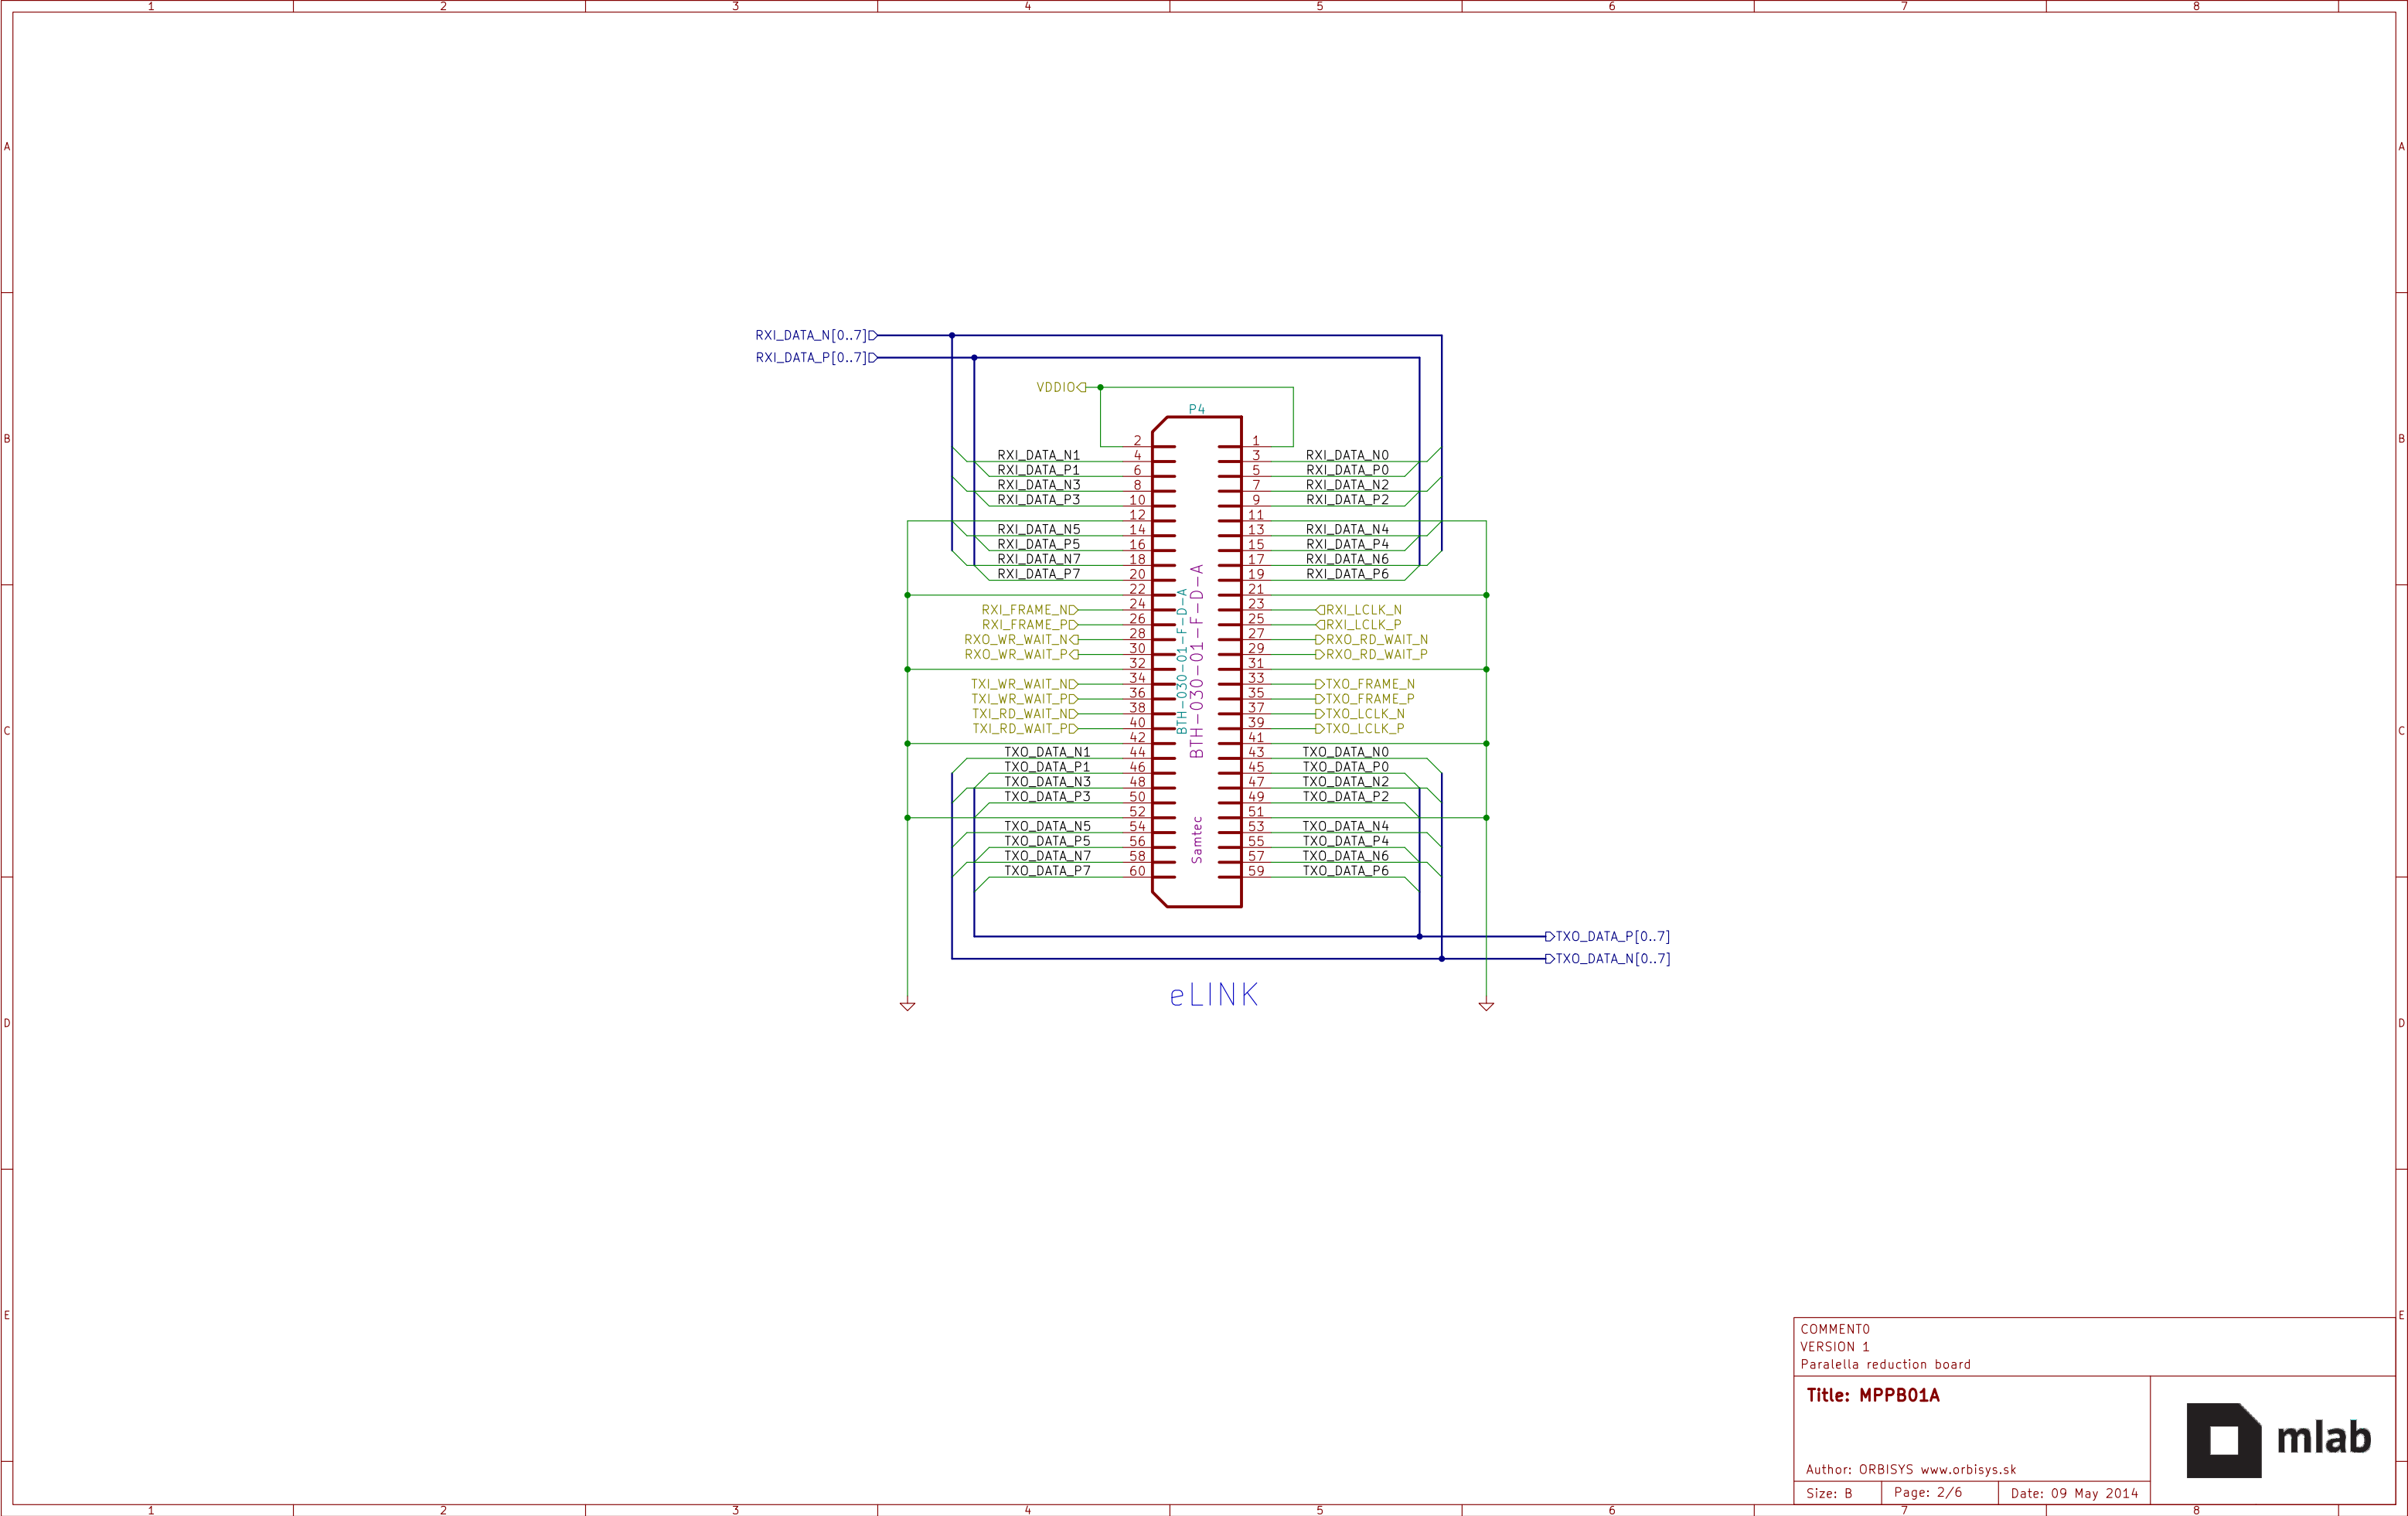 1 2 3 4 5 6 7 8
A A
B B
C C
D D
E E
RXI_DATA_N[0..7]
RXI_DATA_P[0..7]
VDDIO
P4
2 1
RXI_DATA_N1 4 3 RXI_DATA_N0
RXI_DATA_P1 6 5 RXI_DATA_P0
RXI_DATA_N3 8 7 RXI_DATA_N2
RXI_DATA_P3 10 9 RXI_DATA_P2
12 11
RXI_DATA_N5 14 13 RXI_DATA_N4
RXI_DATA_P5 16 15 RXI_DATA_P4
RXI_DATA_N7 18 17 RXI_DATA_N6
RXI_DATA_P7 20 19 RXI_DATA_P6
22 21
RXI_FRAME_N 24 23 RXI_LCLK_N
RXI_FRAME_P 26 25 RXI_LCLK_P
RXO_WR_WAIT_N 28 27 RXO_RD_WAIT_N
RXO_WR_WAIT_P 30 29 RXO_RD_WAIT_P
32 31
TXI_WR_WAIT_N 34 33 TXO_FRAME_N
TXI_WR_WAIT_P 36 35 TXO_FRAME_P
TXI_RD_WAIT_N 38 37 TXO_LCLK_N
TXI_RD_WAIT_P 40 39 TXO_LCLK_P
42 41
TXO_DATA_N1 44 43 TXO_DATA_N0
TXO_DATA_P1 46 45 TXO_DATA_P0
TXO_DATA_N3 48 47 TXO_DATA_N2
TXO_DATA_P3 50 49 TXO_DATA_P2
52 51
TXO_DATA_N5 54 53 TXO_DATA_N4
TXO_DATA_P5 56 55 TXO_DATA_P4
TXO_DATA_N7 58 57 TXO_DATA_N6
TXO_DATA_P7 60 59 TXO_DATA_P6
BTH-030-01-F-D-A
BTH-030-01-F-D-A
Samtec
TXO_DATA_P[0..7]
TXO_DATA_N[0..7]
eLINK
COMMENT0
VERSION 1
Paralella reduction board
Title: MPPB01A
mlab
Author: ORBISYS www.orbisys.sk
Size: B Page: 2/6 Date: 09 May 2014
1 2 3 4 5 6 7 8